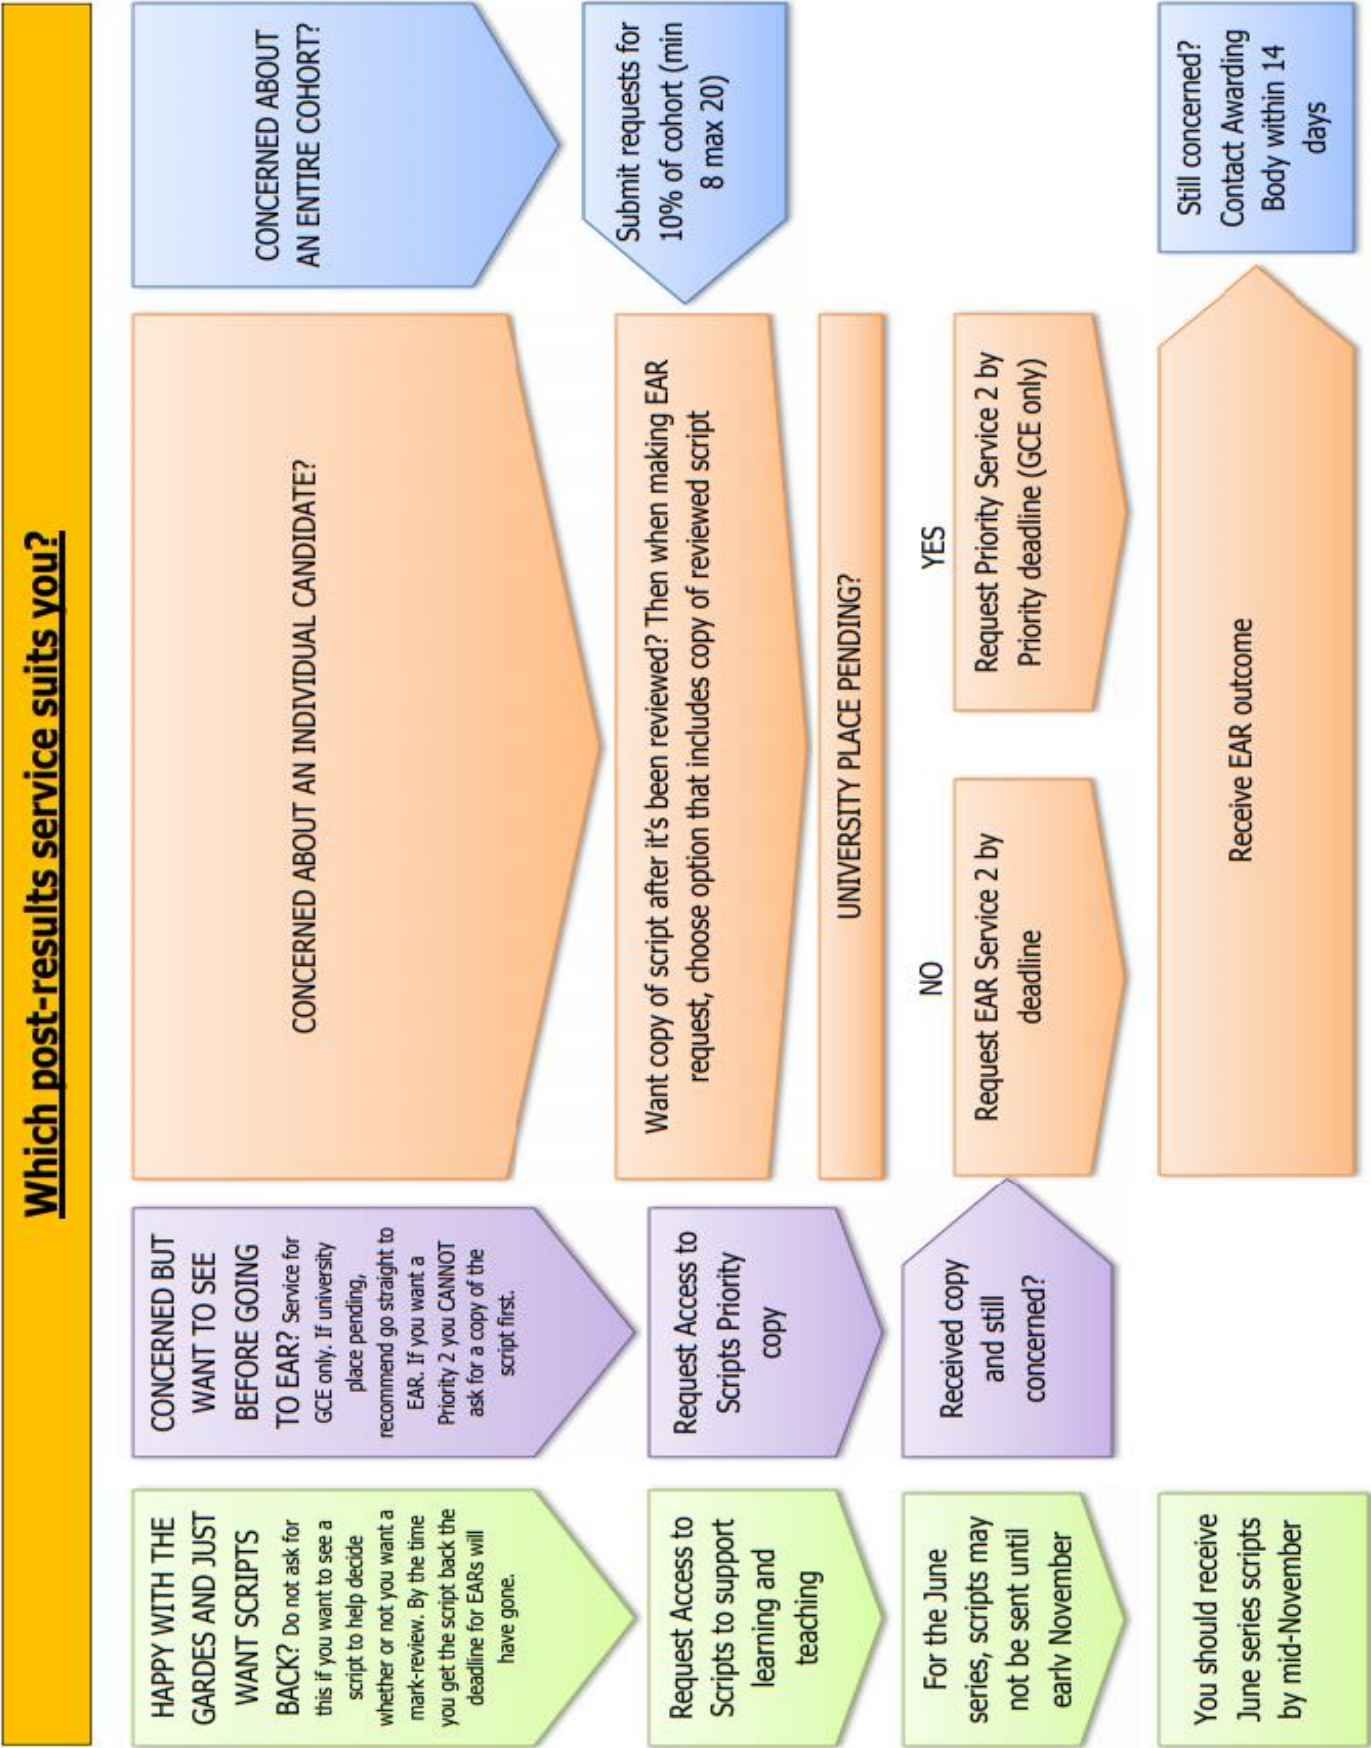 Which post-results service suits you?
HAPPY WITH THE
GARDES AND JUST
WANT SCRIPTS
BACK? Do not ask for
this if you want to see a
script to help decide
whether or not you want a
mark-review. By the time
you get the script back the
deadline for EARs will
have gone.
Request Access to
Scripts to support
learning and
teaching
For the June
series, scripts may
not be sent until
early November
You should receive
June series scripts
by mid-November
CONCERNED BUT
WANT TO SEE
BEFORE GOING
TO EAR? Service for
GCE only. If university
place pending,
recommend go straight to
EAR. If you want a
Priority 2 you CANNOT
ask for a copy of the
script first.
Request Access to
Scripts Priority
copy
Received copy
and still
concerned?
CONCERNED ABOUT AN INDIVIDUAL CANDIDATE?
Want copy of script after it's been reviewed? Then when making EAR
request, choose option that includes copy of reviewed script
UNIVERSITY PLACE PENDING?
NO
Request EAR Service 2 by
deadline
YES
Request Priority Service 2 by
Priority deadline (GCE only)
Receive EAR outcome
CONCERNED ABOUT
AN ENTIRE COHORT?
Submit requests for
10% of cohort (min
8 max 20)
Still concerned?
Contact Awarding
Body within 14
days